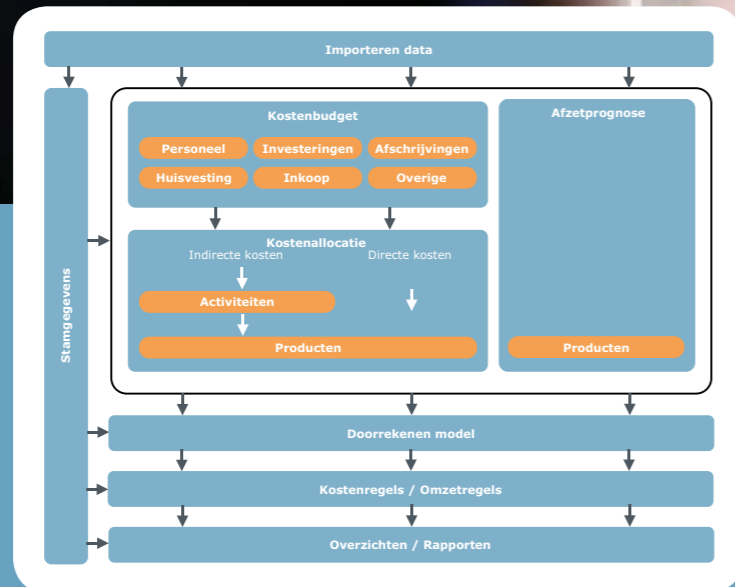 Importeren data
Stamgegevens
Kostenbudget
Personeel
Investeringen
Afschrijvingen
Huisvesting
Inkoop
Overige
Kostenallocatie
Indirecte kosten
Directe kosten
Activiteiten
Producten
Afzetprognose
Producten
Doorrekenen model
Kostenregels / Omzetregels
Overzichten / Rapporten